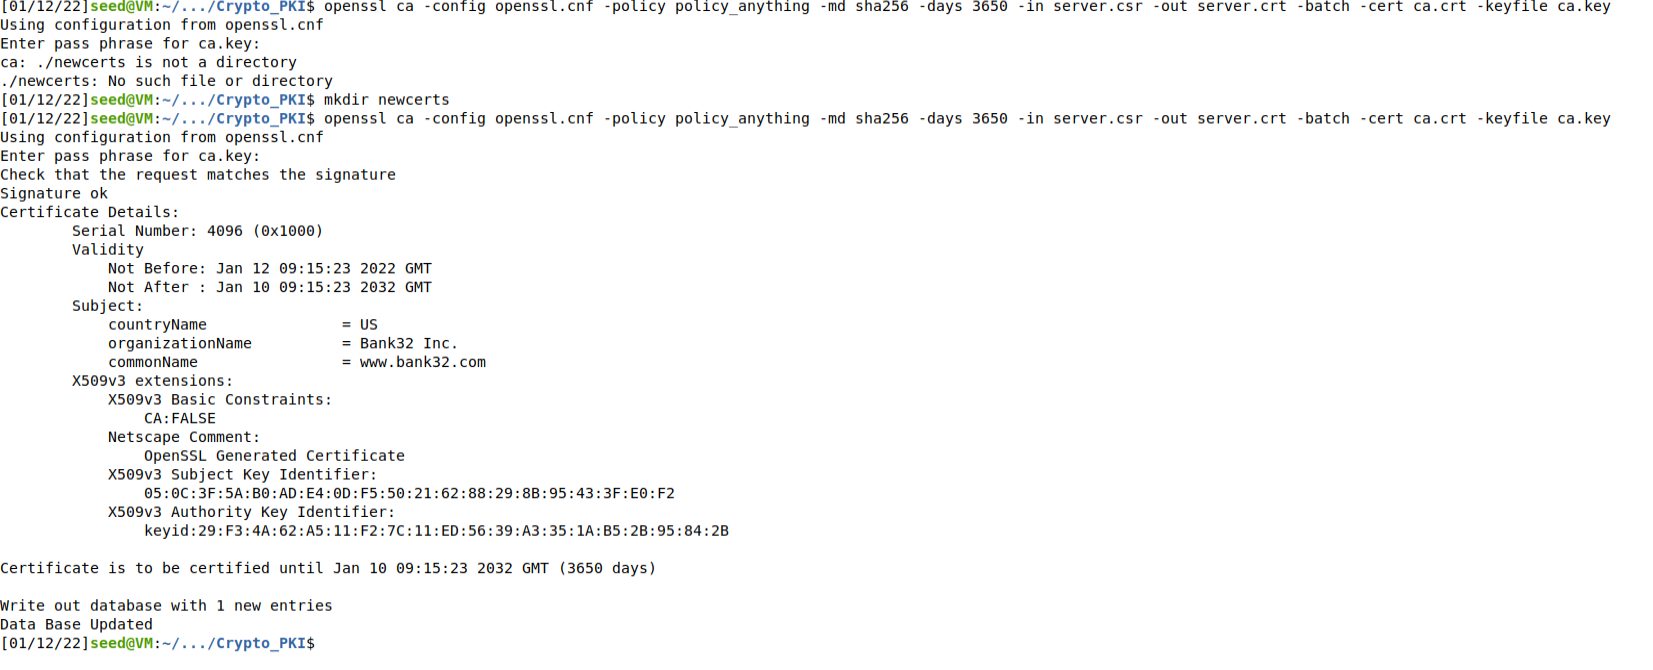 [01/12/22]seed@VM:~/.../Crypto_PKI$ openssl ca -config openssl.cnf -policy policy_anything -md sha256 -days 3650 -in server.csr -out server.crt -batch -cert ca.crt -keyfile ca.key
Using configuration from openssl.cnf
Enter pass phrase for ca.key:
ca: ./newcerts is not a directory
./newcerts: No such file or directory
[01/12/22]seed@VM:~/.../Crypto_PKI$ mkdir newcerts
[01/12/22]seed@VM:~/.../Crypto_PKI$ openssl ca -config openssl.cnf -policy policy_anything -md sha256 -days 3650 -in server.csr -out server.crt -batch -cert ca.crt -keyfile ca.key
Using configuration from openssl.cnf
Enter pass phrase for ca.key:
Check that the request matches the signature
Signature ok
Certificate Details:
        Serial Number: 4096 (0x1000)
        Validity
            Not Before: Jan 12 09:15:23 2022 GMT
            Not After : Jan 10 09:15:23 2032 GMT
        Subject:
            countryName               = US
            organizationName          = Bank32 Inc.
            commonName                = www.bank32.com
        X509v3 extensions:
            X509v3 Basic Constraints:
                CA:FALSE
            Netscape Comment:
                OpenSSL Generated Certificate
            X509v3 Subject Key Identifier:
                05:0C:3F:5A:B0:AD:E4:0D:F5:50:21:62:88:29:8B:95:43:3F:E0:F2
            X509v3 Authority Key Identifier:
                keyid:29:F3:4A:62:A5:11:F2:7C:11:ED:56:39:A3:35:1A:B5:2B:95:84:2B
Certificate is to be certified until Jan 10 09:15:23 2032 GMT (3650 days)
Write out database with 1 new entries
Data Base Updated
[01/12/22]seed@VM:~/.../Crypto_PKI$